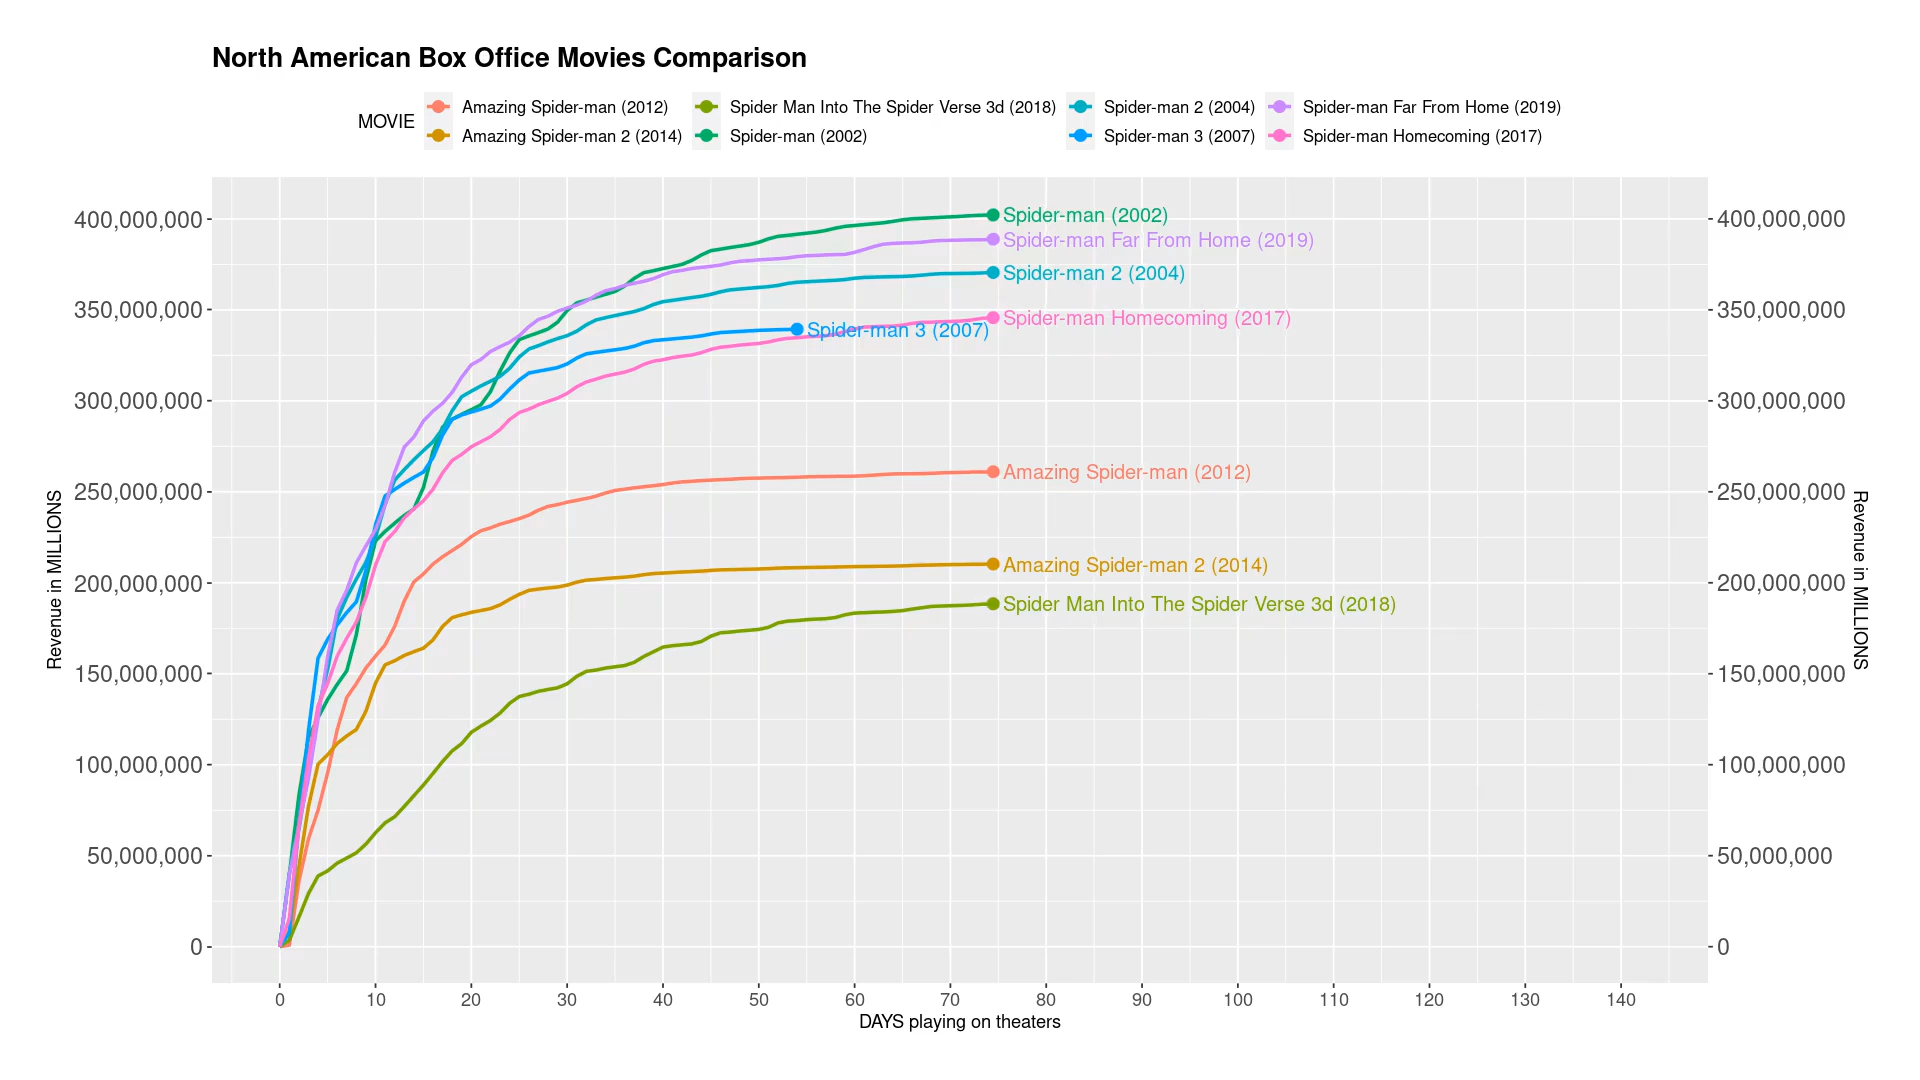 North American Box Office Movies Comparison
MOVIE
Amazing Spider-man (2012)
Spider Man Into The Spider Verse 3d (2018)
Spider-man 2 (2004)
Spider-man Far From Home (2019)
Amazing Spider-man 2 (2014)
Spider-man (2002)
Spider-man 3 (2007)
Spider-man Homecoming (2017)
Revenue in MILLIONS
400,000,000
350,000,000
300,000,000
250,000,000
200,000,000
150,000,000
100,000,000
50,000,000
0
Spider-man (2002)
Spider-man Far From Home (2019)
Spider-man 2 (2004)
Spider-man Homecoming (2017)
Spider-man 3 (2007)
Amazing Spider-man (2012)
Amazing Spider-man 2 (2014)
Spider Man Into The Spider Verse 3d (2018)
400,000,000
350,000,000
300,000,000
250,000,000
200,000,000
150,000,000
100,000,000
50,000,000
0
Revenue in MILLIONS
0 10 20 30 40 50 60 70 80 90 100 110 120 130 140
DAYS playing on theaters